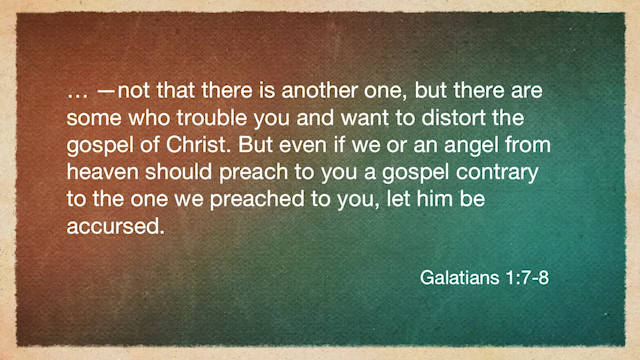 … —not that there is another one, but there are
some who trouble you and want to distort the
gospel of Christ. But even if we or an angel from
heaven should preach to you a gospel contrary
to the one we preached to you, let him be
accursed.
Galatians 1:7-8